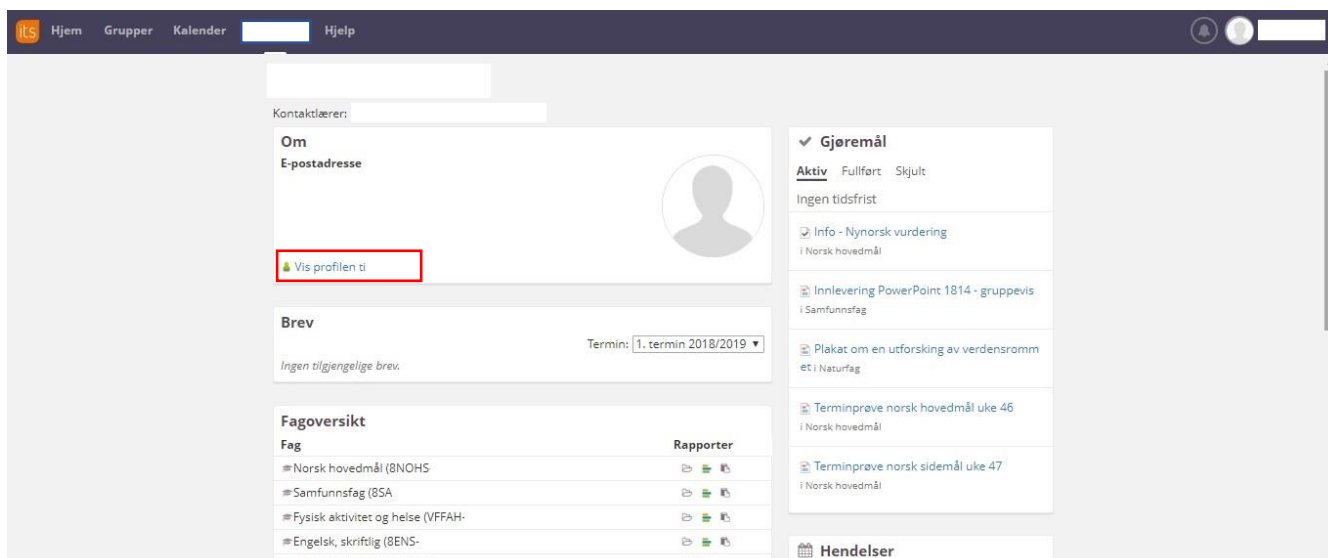 its Hjem Grupper Kalender Hjelp
Kontaktlærer:
Om
E-postadresse
Vis profilen ti
Brev
Termin: 1. termin 2018/2019
Ingen tilgjengelige brev.
Fagoversikt
Fag Rapporter
Norsk hovedmål (8NOHS
Samfunnsfag (8SA
Fysisk aktivitet og helse (VFFAH-
Engelsk, skriftlig (8ENS-
Gjøremål
Aktiv Fullført Skjult
Ingen tidsfrist
Info - Nynorsk vurdering
i Norsk hovedmål
Innlevering PowerPoint 1814 - gruppevis
i Samfunnsfag
Plakat om en utforsking av verdensromm
et i Naturfag
Terminprøve norsk hovedmål uke 46
i Norsk hovedmål
Terminprøve norsk sidemål uke 47
i Norsk hovedmål
Hendelser